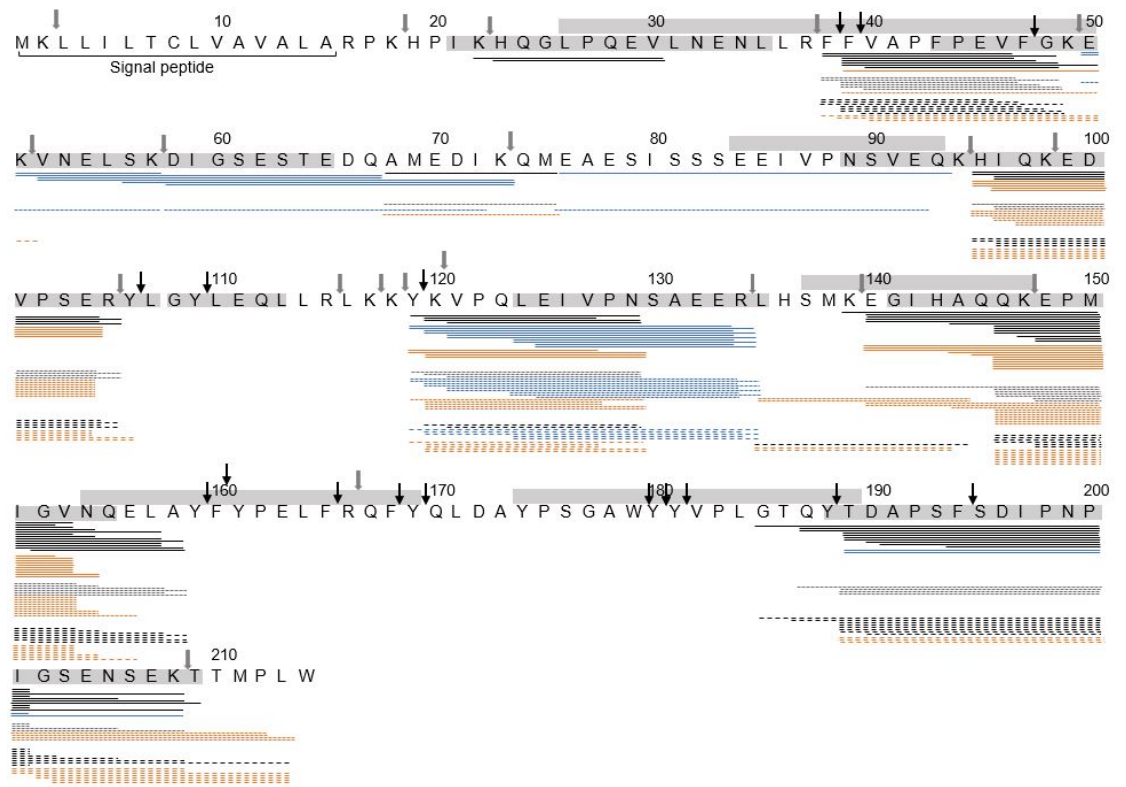 10 20 30 40 50
M K L L I L T C L V A V A L A R P K H P I K H Q G L P Q E V L N E N L L R F F V A P F P E V F G K E
Signal peptide
60 70 80 90 100
K V N E L S K D I G S E S T E D Q A M E D I K Q M E A E S I S S S E E I V P N S V E Q K H I Q K E D
110 120 130 140 150
V P S E R Y L G Y L E Q L L R L K K Y K V P Q L E I V P N S A E E R L H S M K E G I H A Q Q K E P M
160 170 180 190 200
I G V N Q E L A Y F Y P E L F R Q F Y Q L D A Y P S G A W Y Y V P L G T Q Y T D A P S F S D I P N P
210
I G S E N S E K T T M P L W